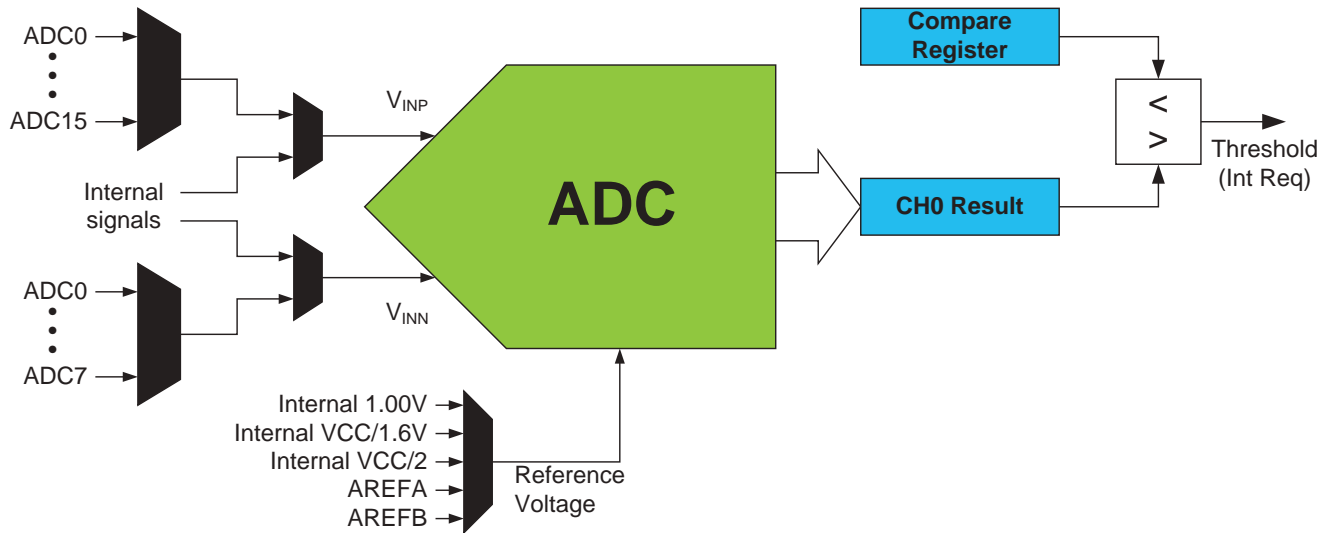 ADC0
ADC15
Internal
signals
ADC0
ADC7
V_INP
V_INN
ADC
Internal 1.00V
Internal VCC/1.6V
Internal VCC/2
AREFA
AREFB
Reference
Voltage
Compare
Register
CH0 Result
<
>
Threshold
(Int Req)